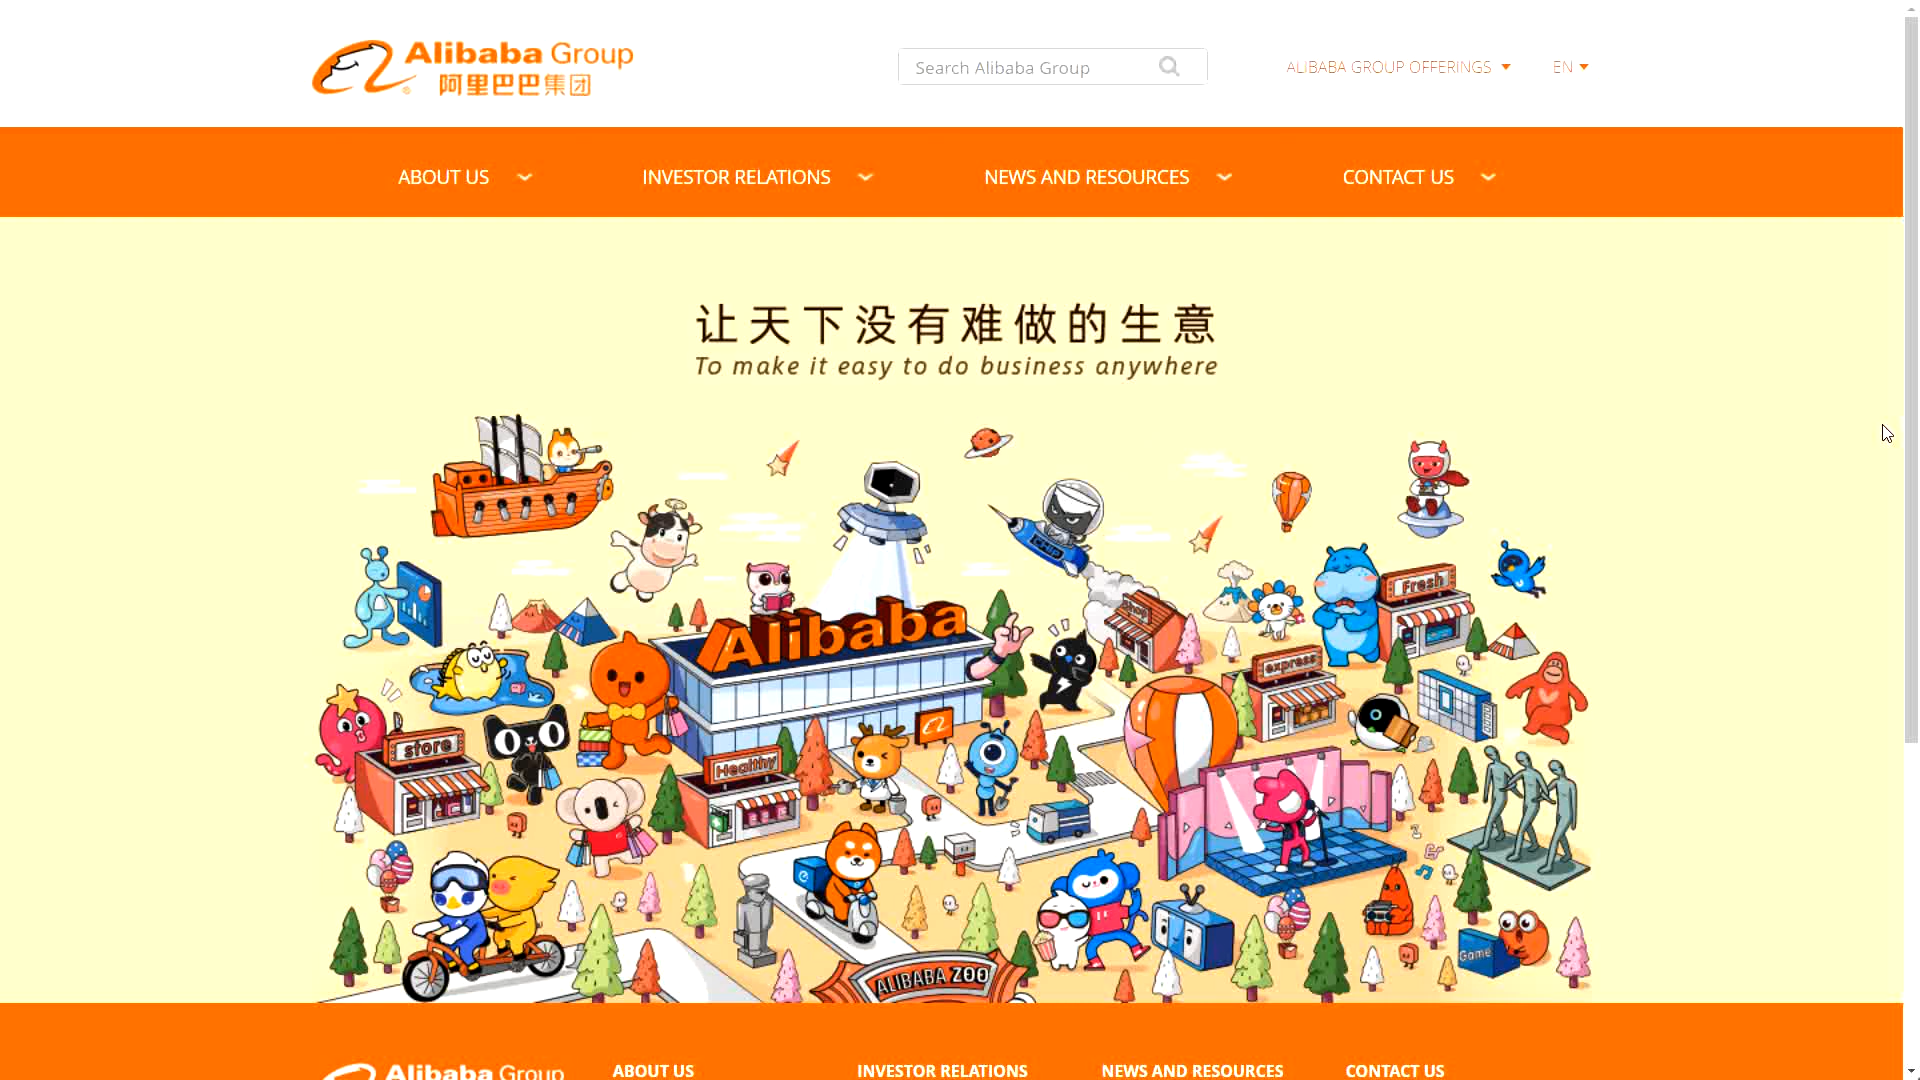 Alibaba Group
阿里巴巴集团
Search Alibaba Group
ALIBABA GROUP OFFERINGS
EN
ABOUT US
INVESTOR RELATIONS
NEWS AND RESOURCES
CONTACT US
让天下没有难做的生意
To make it easy to do business anywhere
CHIP
Fresh
Shop
Alibaba
express
store
Healthy
Game
ALIBABA ZOO
Alibaba Group
ABOUT US
INVESTOR RELATIONS
NEWS AND RESOURCES
CONTACT US